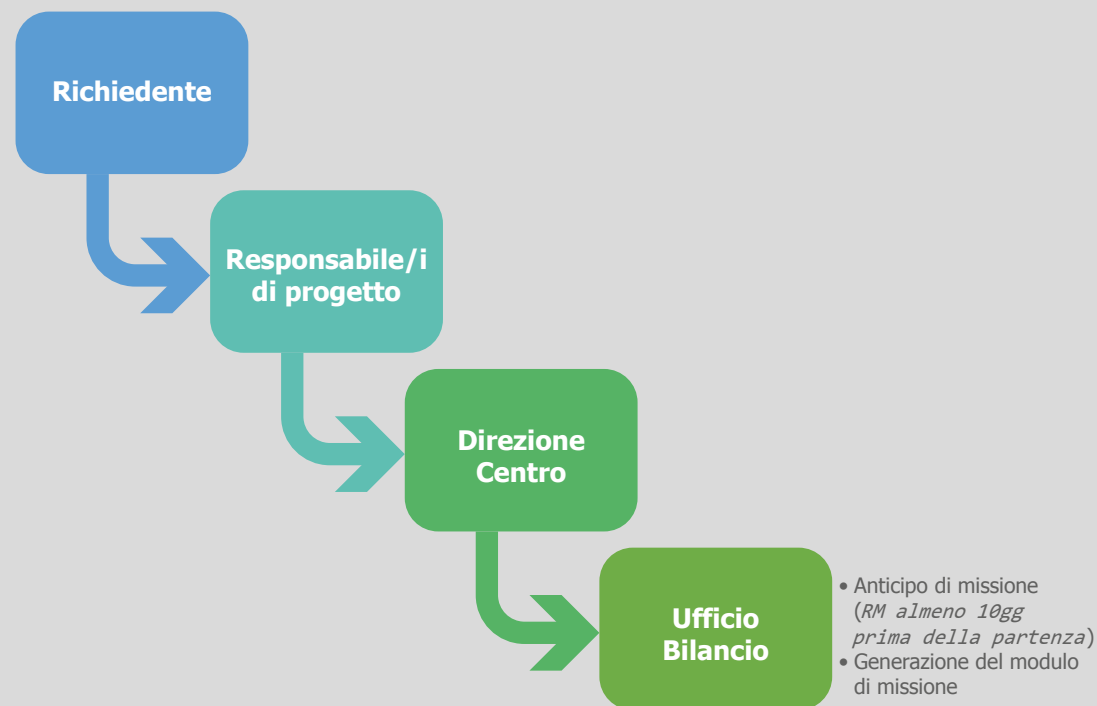 Richiedente
Responsabile/i
di progetto
Direzione
Centro
Ufficio
Bilancio
• Anticipo di missione
(RM almeno 10gg
prima della partenza)
• Generazione del modulo
di missione